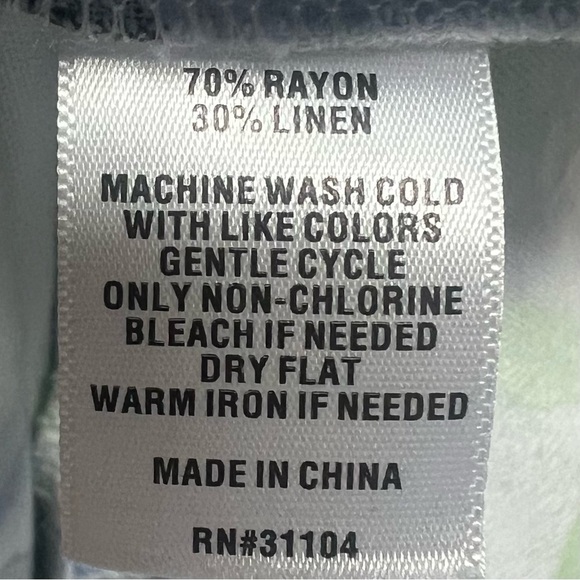 70% RAYON
30% LINEN
MACHINE WASH COLD
WITH LIKE COLORS
GENTLE CYCLE
ONLY NON-CHLORINE
BLEACH IF NEEDED
DRY FLAT
WARM IRON IF NEEDED
MADE IN CHINA
RN#31104